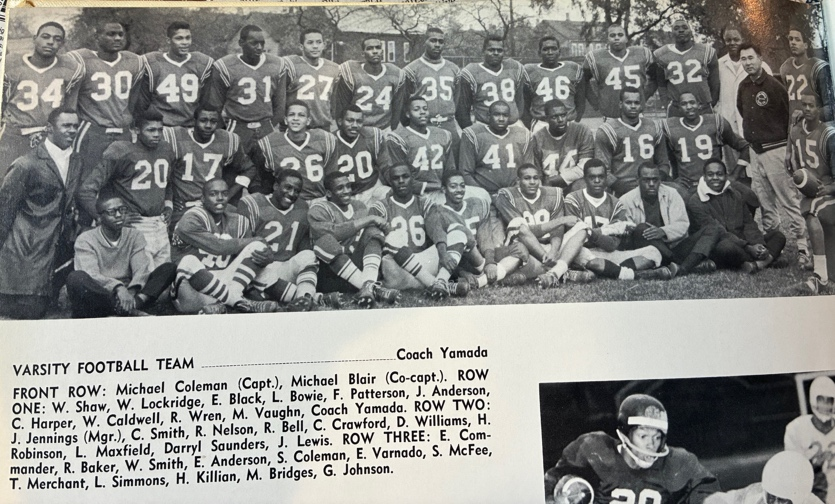 34 30 49 31 27 24 35 38 46 45 32 22
20 17 26 20 42 41 44 16 19 15
21 36
VARSITY FOOTBALL TEAM Coach Yamada
FRONT ROW: Michael Coleman (Capt.), Michael Blair (Co-capt.). ROW
ONE: W. Shaw, W. Lockridge, E. Black, L. Bowie, F. Patterson, J. Anderson,
C. Harper, W. Caldwell, R. Wren, M. Vaughn, Coach Yamada. ROW TWO:
J. Jennings (Mgr.), C. Smith, R. Nelson, R. Bell, C. Crawford, D. Williams, H.
Robinson, L. Maxfield, Darryl Saunders, J. Lewis. ROW THREE: E. Com-
mander, R. Baker, W. Smith, E. Anderson, S. Coleman, E. Varnado, S. McFee,
T. Merchant, L. Simmons, H. Killian, M. Bridges, G. Johnson.